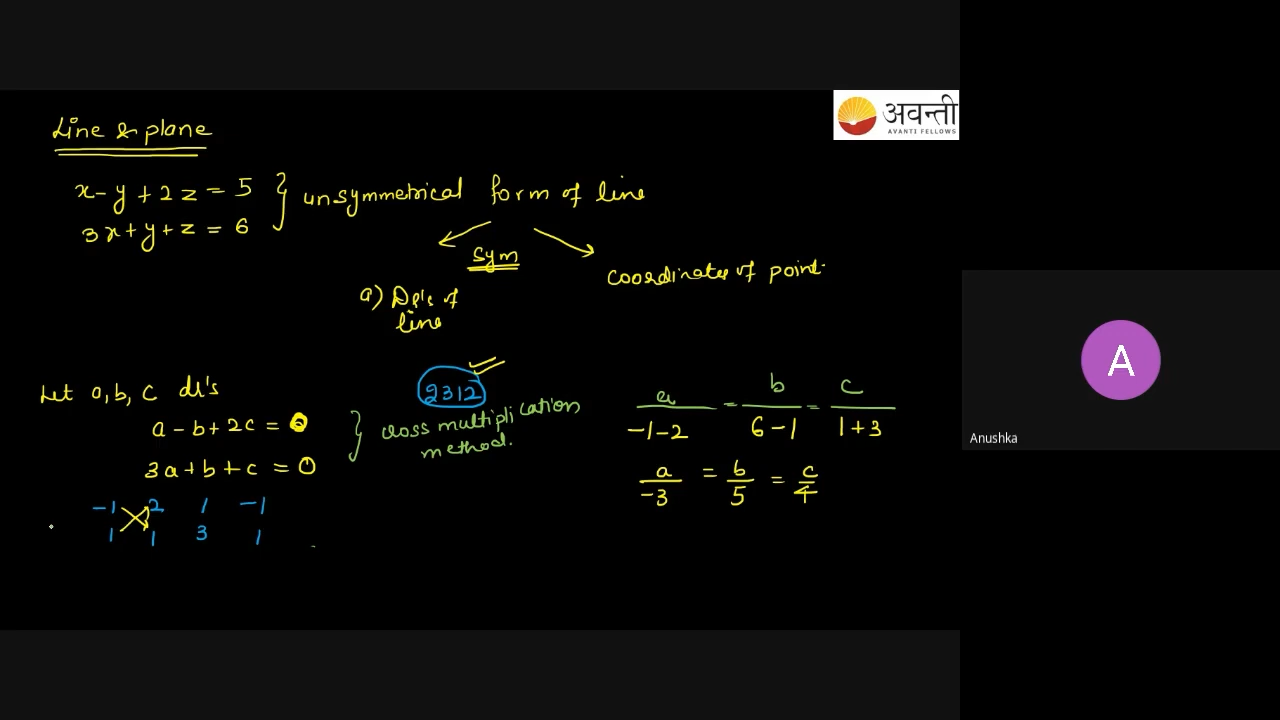 Line & plane
अवन्ती
AVANTI FELLOWS
x - y + 2z = 5 } unsymmetrical form of line
3x + y + z = 6
Sym
a) DR's of line
coordinates of point.
Let a, b, c dr's
2312
a - b + 2c = 0
3a + b + c = 0
} cross multiplication method.
-1 2 1 -1
1 1 3 1
a/-1-2 = b/6-1 = c/1+3
a/-3 = b/5 = c/4
A
Anushka